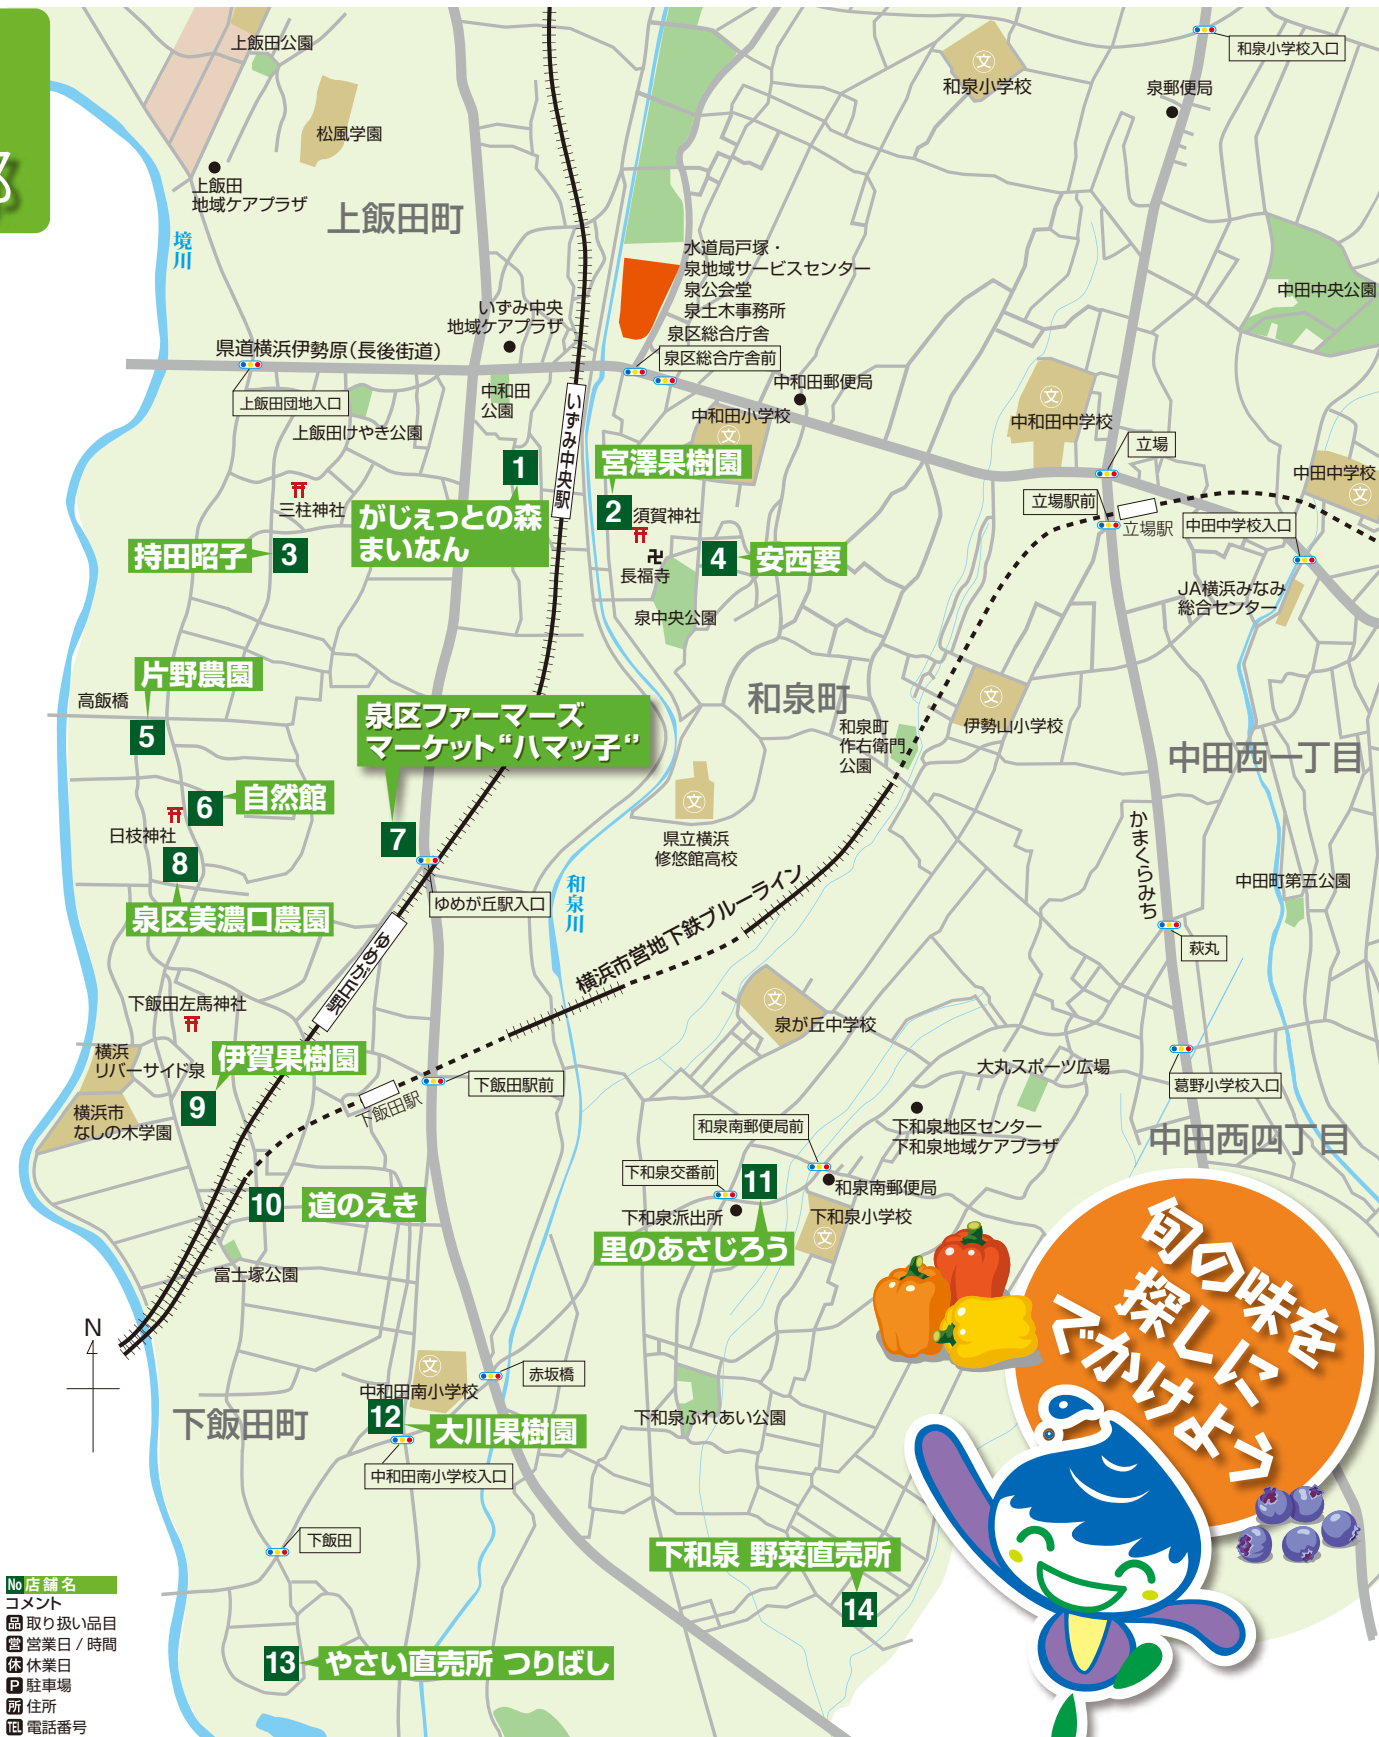 上飯田公園
松風学園
上飯田
地域ケアプラザ
上飯田町
境川
和泉小学校
和泉小学校入口
泉郵便局
水道局戸塚・
泉地域サービスセンター
泉公会堂
泉土木事務所
泉区総合庁舎
泉区総合庁舎前
中田中央公園
いずみ中央
地域ケアプラザ
県道横浜伊勢原(長後街道)
上飯田団地入口
上飯田けやき公園
中和田
公園
いずみ中央駅
中和田郵便局
中和田小学校
文
中和田中学校
文
立場
立場駅前
立場駅
中田中学校
文
中田中学校入口
JA横浜みなみ
総合センター
三柱神社
1
がじぇっとの森
まいなん
宮澤果樹園
2
須賀神社
長福寺
泉中央公園
持田昭子
3
4
安西要
片野農園
高飯橋
5
泉区ファーマーズ
マーケット“ハマッ子”
和泉町
和泉町
作右衛門
公園
文
伊勢山小学校
中田西一丁目
6
自然館
日枝神社
7
8
泉区美濃口農園
文
県立横浜
修悠館高校
かまくらみち
中田町第五公園
ゆめが丘駅入口
和泉川
ゆめが丘駅
横浜市営地下鉄ブルーライン
萩丸
下飯田左馬神社
文
泉が丘中学校
横浜
リバーサイド泉
伊賀果樹園
9
横浜市
なしの木学園
下飯田駅前
下飯田駅
大丸スポーツ広場
葛野小学校入口
和泉南郵便局前
下和泉地区センター
下和泉地域ケアプラザ
中田西四丁目
下和泉交番前
11
和泉南郵便局
10
道のえき
下和泉派出所
下和泉小学校
文
里のあさじろう
富士塚公園
旬の味を
探しに
でかけよう
N
文
中和田南小学校
赤坂橋
12
大川果樹園
下飯田町
下和泉ふれあい公園
中和田南小学校入口
下飯田
下和泉 野菜直売所
14
13
やさい直売所 つりばし
No店舗名
コメント
品 取り扱い品目
営 営業日 / 時間
休 休業日
P 駐車場
所 住所
TEL 電話番号